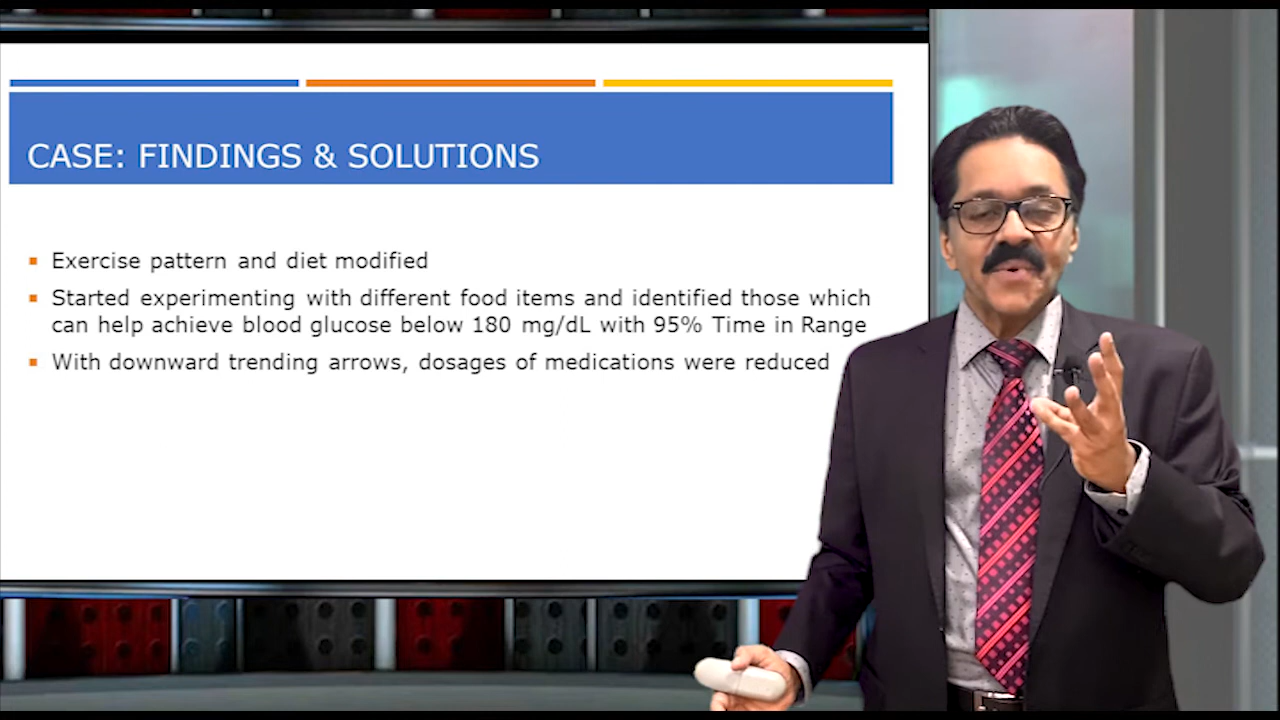 CASE: FINDINGS & SOLUTIONS
Exercise pattern and diet modified
Started experimenting with different food items and identified those which
can help achieve blood glucose below 180 mg/dL with 95% Time in Range
With downward trending arrows, dosages of medications were reduced